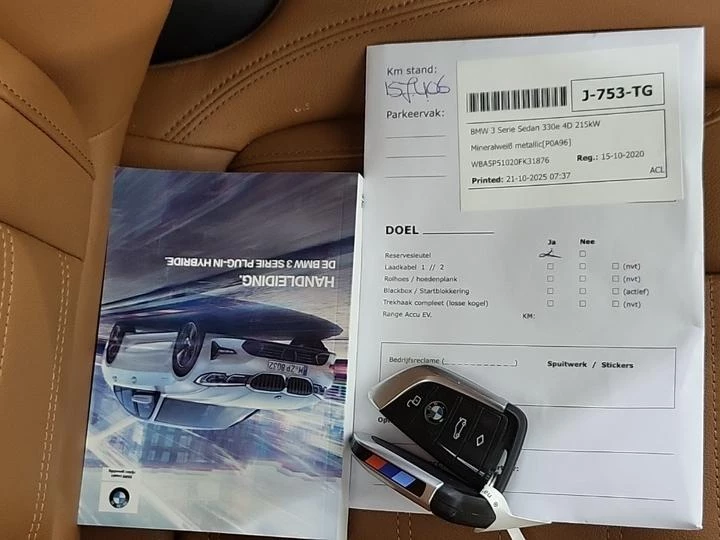 Km stand:
Parkeervak:
J-753-TG
BMW 3 Serie Sedan 330e 4D 215kW
Mineralweiß metallic[P0A96]
WBA5P51020FK31876 Reg.: 15-10-2020
Printed: 21-10-2025 07:37 ACL
DOEL
Ja Nee
Reservesleutel
Laadkabel 1 // 2 (nvt)
Rolhoes / hoedenplank (nvt)
Blackbox / Startblokkering (actief)
Trekhaak compleet (losse kogel) (nvt)
Range Accu EV. KM:
Bedrijfsreclame (_____________) Spuitwerk / Stickers
HANDLEIDING.
DE BMW 3 SERIE PLUG-IN HYBRIDE.